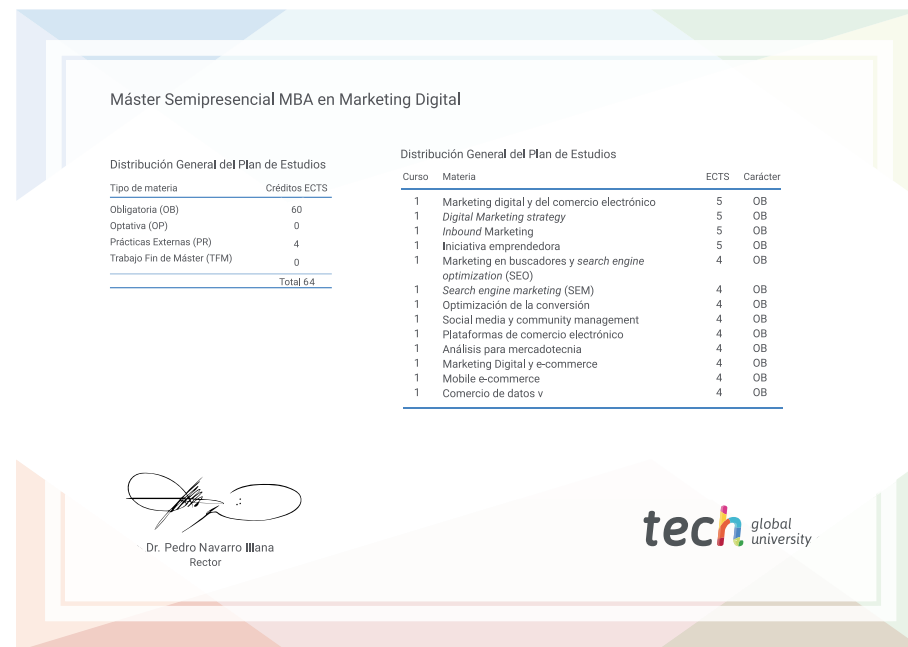 Máster Semipresencial MBA en Marketing Digital
Distribución General del Plan de Estudios
Tipo de materia Créditos ECTS
Obligatoria (OB) 60
Optativa (OP) 0
Prácticas Externas (PR) 4
Trabajo Fin de Máster (TFM) 0
Total 64
Distribución General del Plan de Estudios
Curso Materia ECTS Carácter
1 Marketing digital y del comercio electrónico 5 OB
1 Digital Marketing strategy 5 OB
1 Inbound Marketing 5 OB
1 Iniciativa emprendedora 5 OB
1 Marketing en buscadores y search engine 4 OB
optimization (SEO)
1 Search engine marketing (SEM) 4 OB
1 Optimización de la conversión 4 OB
1 Social media y community management 4 OB
1 Plataformas de comercio electrónico 4 OB
1 Análisis para mercadotecnia 4 OB
1 Marketing Digital y e-commerce 4 OB
1 Mobile e-commerce 4 OB
1 Comercio de datos v 4 OB
Dr. Pedro Navarro Illana
Rector
tech global
university